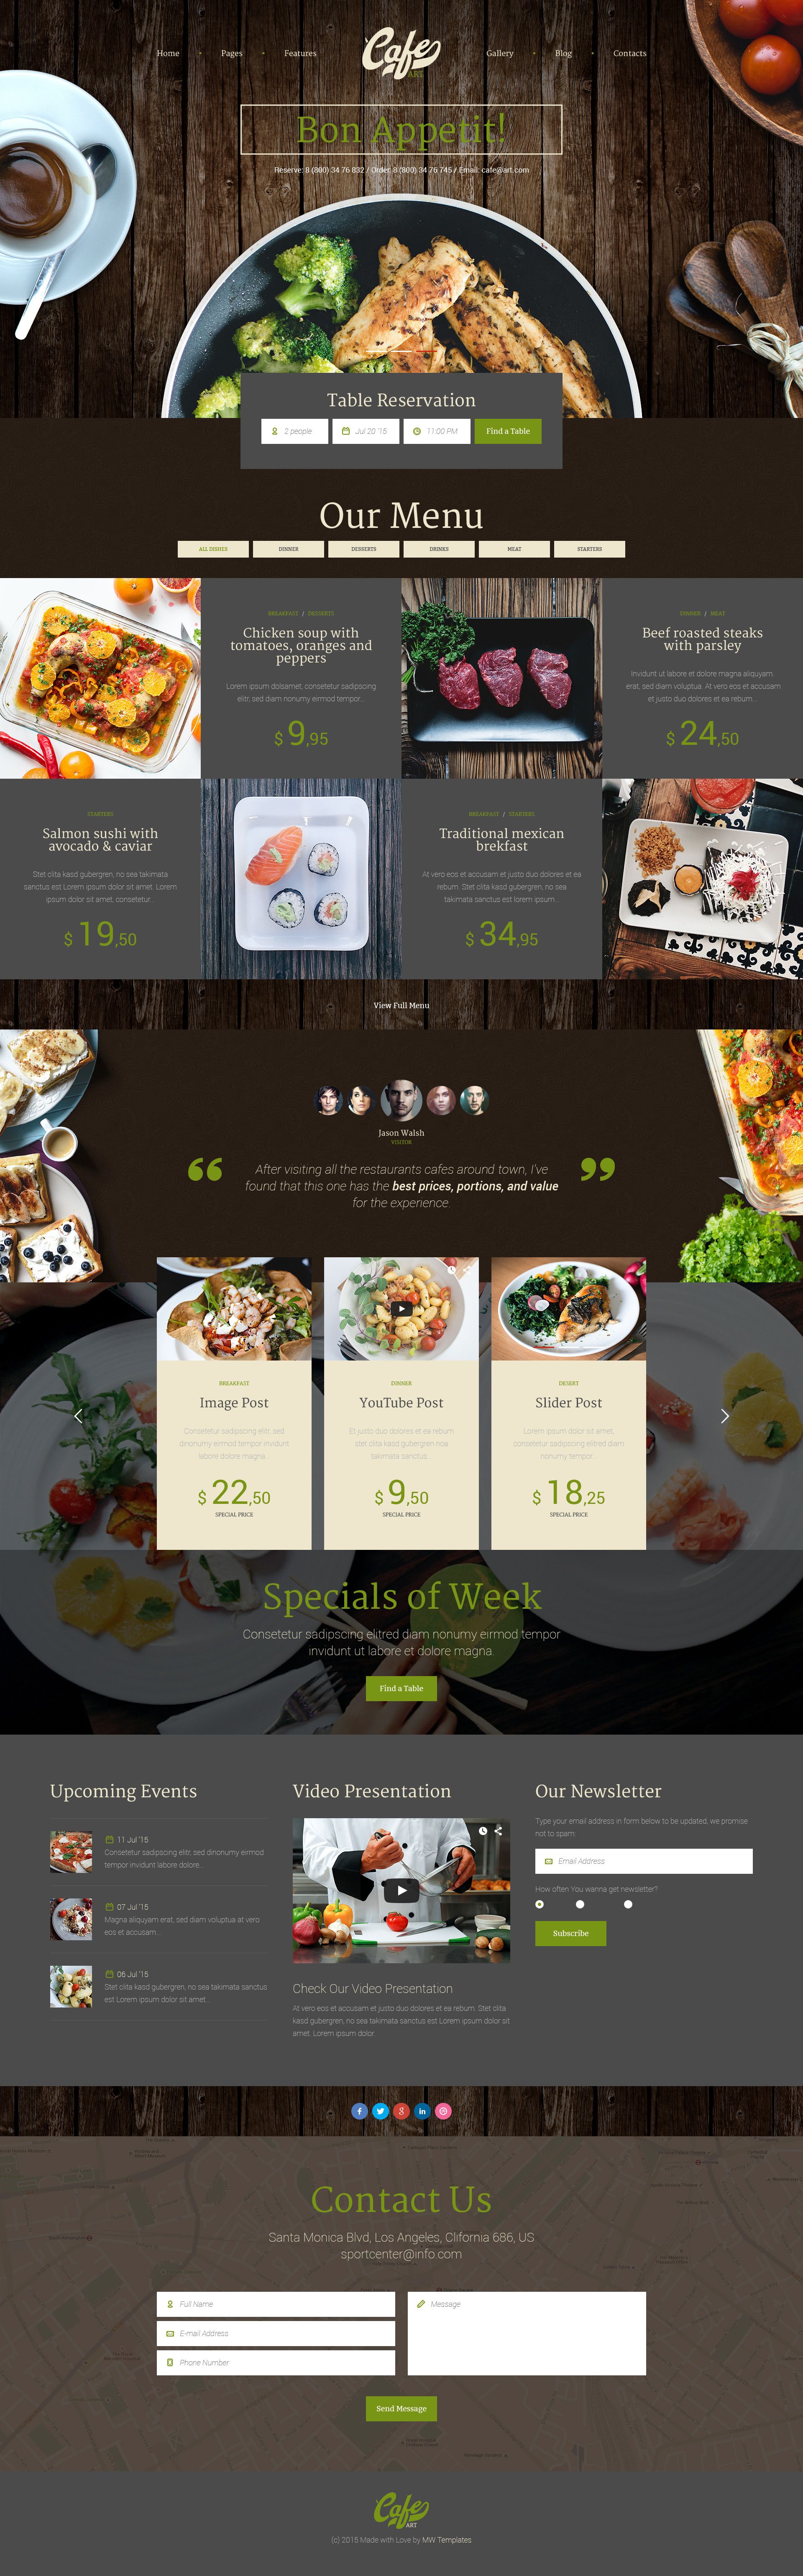 Home
Pages
Features
Cafe
ART
Gallery
Blog
Contacts
Bon Appetit!
Reserve: 8 (800) 34 76 832 / Order: 8 (800) 34 76 745 / Email: cafe@art.com
Table Reservation
2 people
Jul 20 '15
11:00 PM
Find a Table
Our Menu
ALL DISHES
DINNER
DESSERTS
DRINKS
MEAT
STARTERS
BREAKFAST / DESSERTS
Chicken soup with
tomatoes, oranges and
peppers
Lorem ipsum dolsamet, consetetur sadipscing
elitr, sed diam nonumy eirmod tempor...
$ 9,95
DINNER / MEAT
Beef roasted steaks
with parsley
Invidunt ut labore et dolore magna aliquyam
erat, sed diam voluptua. At vero eos et accusam
et justo duo dolores et ea rebum...
$ 24,50
STARTERS
Salmon sushi with
avocado & caviar
Stet clita kasd gubergren, no sea takimata
sanctus est Lorem ipsum dolor sit amet. Lorem
ipsum dolor sit amet, consetetur...
$ 19,50
BREAKFAST / STARTERS
Traditional mexican
brekfast
At vero eos et accusam et justo duo dolores et ea
rebum. Stet clita kasd gubergren, no sea
takimata sanctus est lorem ipsum...
$ 34,95
View Full Menu
Jason Walsh
VISITOR
“ After visiting all the restaurants cafes around town, I've
found that this one has the best prices, portions, and value
for the experience. ”
BREAKFAST
Image Post
Consetetur sadipscing elitr, sed
dinonumy eirmod tempor invidunt
labore dolore magna...
$ 22,50
SPECIAL PRICE
DINNER
YouTube Post
Et justo duo dolores et ea rebum
stet clita kasd gubergren noa
takimata sanctus...
$ 9,50
SPECIAL PRICE
DESERT
Slider Post
Lorem ipsum dolor sit amet,
consetetur sadipscing elitred diam
nonumy tempor...
$ 18,25
SPECIAL PRICE
Specials of Week
Consetetur sadipscing elitred diam nonumy eirmod tempor
invidunt ut labore et dolore magna.
Find a Table
Upcoming Events
11 Jul '15
Consetetur sadipscing elitr, sed dinonumy eirmod
tempor invidunt labore dolore...
07 Jul '15
Magna aliquyam erat, sed diam voluptua at vero
eos et accusam...
05 Jul '15
Stet clita kasd gubergren, no sea takimata sanctus
est Lorem ipsum dolor sit amet...
Video Presentation
Check Our Video Presentation
At vero eos et accusam et justo duo dolores et ea rebum. Stet clita
kasd gubergren, no sea takimata sanctus est Lorem ipsum dolor sit
amet. Lorem ipsum dolor.
Our Newsletter
Type your email address in form below to be updated, we promise
not to spam:
Email Address
How often You wanna get newsletter?
Subscribe
f
g
in
Contact Us
Santa Monica Blvd, Los Angeles, Clifornia 686, US
sportcenter@info.com
Full Name
E-mail Address
Phone Number
Message
Send Message
Cafe
ART
(c) 2015 Made with Love by MW Templates